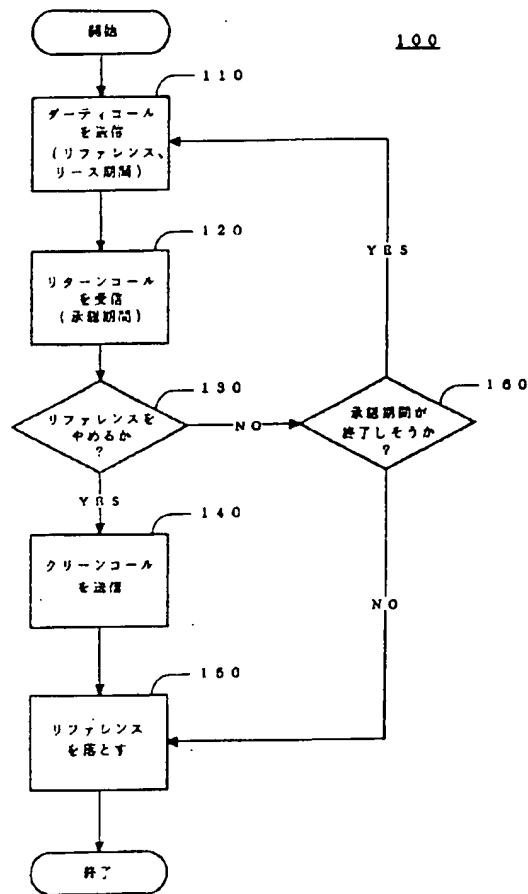 開始
100
110
ダーティコール
を送信
(リファレンス、
リース期間)
120
リターンコール
を受信
(承認期間)
YES
130
リファレンスを
やめるか
?
NO
160
承認期間が
終了しそうか
?
YES
140
クリーンコール
を送信
NO
150
リファレンス
を落とす
終了